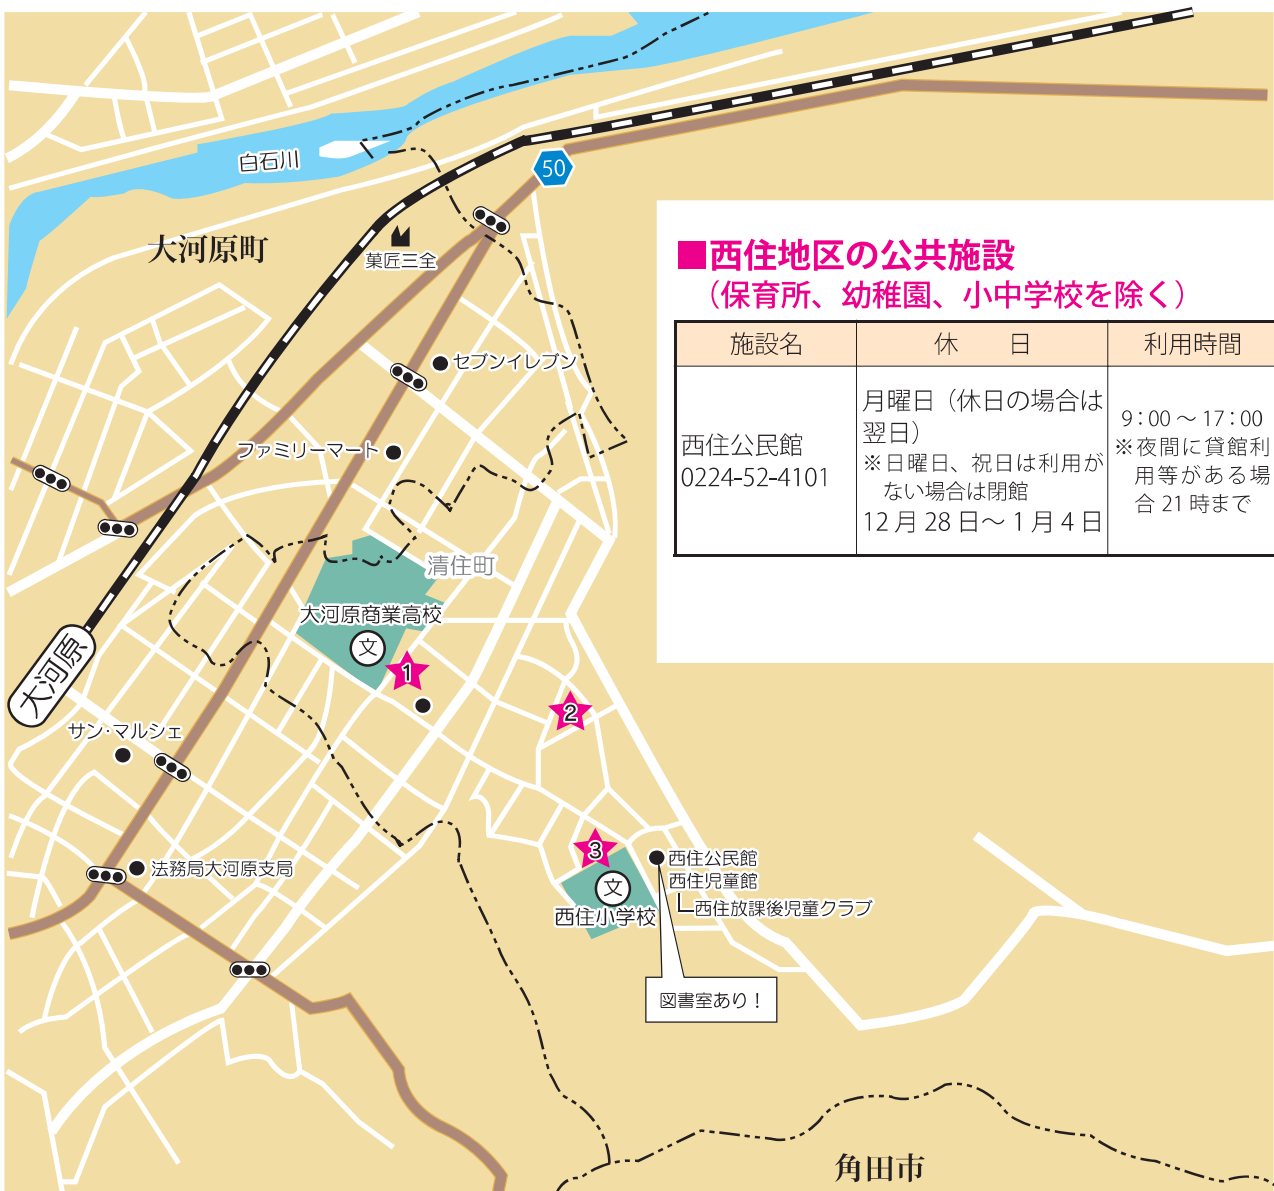 白石川
50
大河原町
菓匠三全
■西住地区の公共施設
（保育所、幼稚園、小中学校を除く）
施設名
休　　日
利用時間
西住公民館
0224-52-4101
月曜日（休日の場合は
翌日）
※日曜日、祝日は利用が
ない場合は閉館
12月28日～1月4日
9：00～17：00
※夜間に貸館利
用等がある場
合21時まで
セブンイレブン
ファミリーマート
清住町
大河原商業高校
文
1
大河原
2
サン・マルシェ
3
法務局大河原支局
西住公民館
西住児童館
西住放課後児童クラブ
文
西住小学校
図書室あり！
角田市